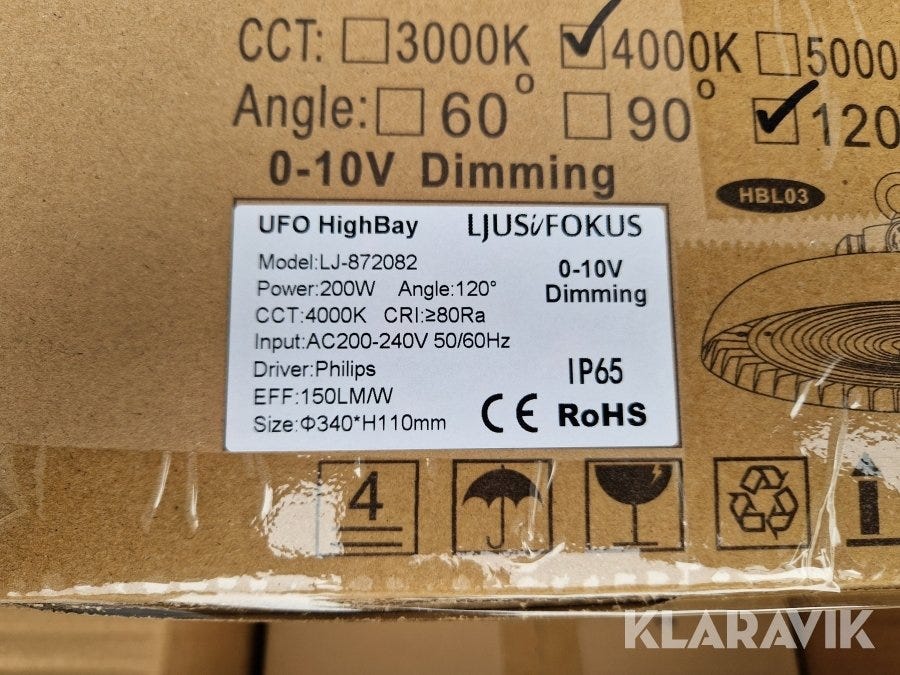 CCT: 3000K 4000K 5000
Angle: 60° 90° 120
0-10V Dimming
HBL03
UFO HighBay LJUSiFOKUS
Model:LJ-872082
Power:200W Angle:120°
CCT:4000K CRI:≥80Ra
Input:AC200-240V 50/60Hz
Driver:Philips
EFF:150LM/W
Size:Φ340*H110mm
0-10V
Dimming
IP65
CE RoHS
4
KLARAVIK